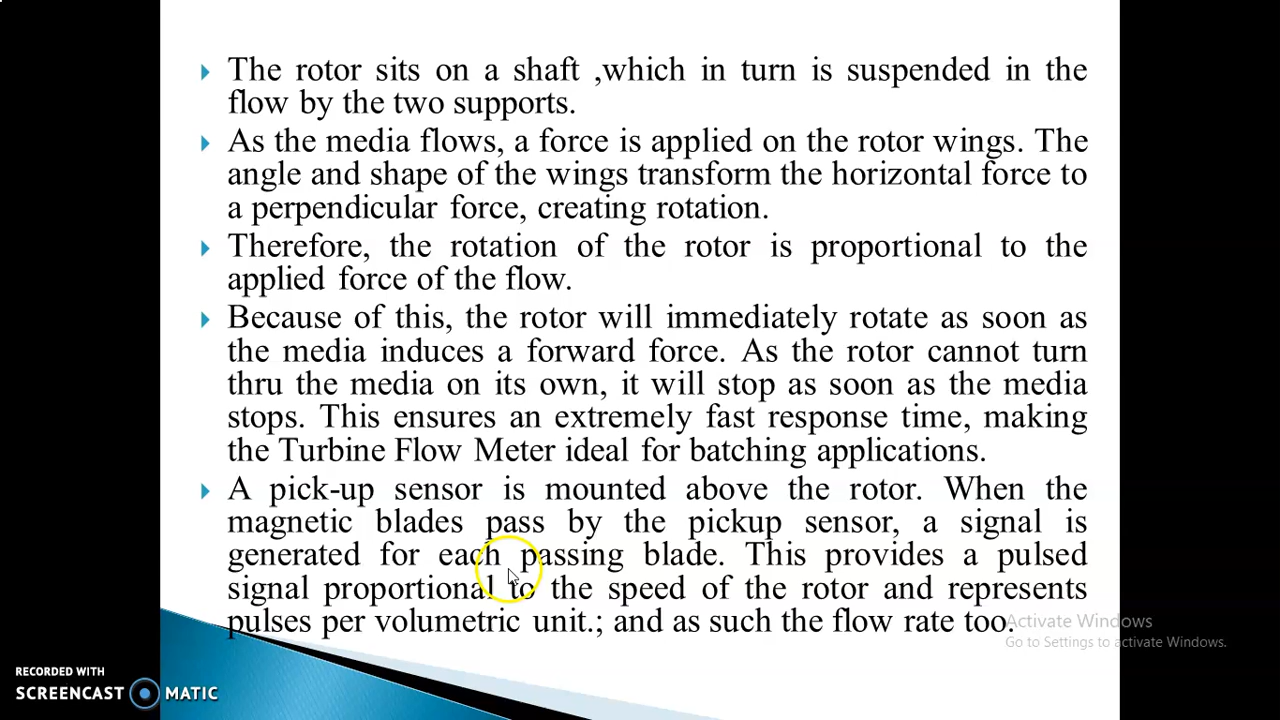 The rotor sits on a shaft ,which in turn is suspended in the
flow by the two supports.
As the media flows, a force is applied on the rotor wings. The
angle and shape of the wings transform the horizontal force to
a perpendicular force, creating rotation.
Therefore, the rotation of the rotor is proportional to the
applied force of the flow.
Because of this, the rotor will immediately rotate as soon as
the media induces a forward force. As the rotor cannot turn
thru the media on its own, it will stop as soon as the media
stops. This ensures an extremely fast response time, making
the Turbine Flow Meter ideal for batching applications.
A pick-up sensor is mounted above the rotor. When the
magnetic blades pass by the pickup sensor, a signal is
generated for each passing blade. This provides a pulsed
signal proportional to the speed of the rotor and represents
pulses per volumetric unit.; and as such the flow rate too.
Activate Windows
Go to Settings to activate Windows.
RECORDED WITH
SCREENCAST MATIC